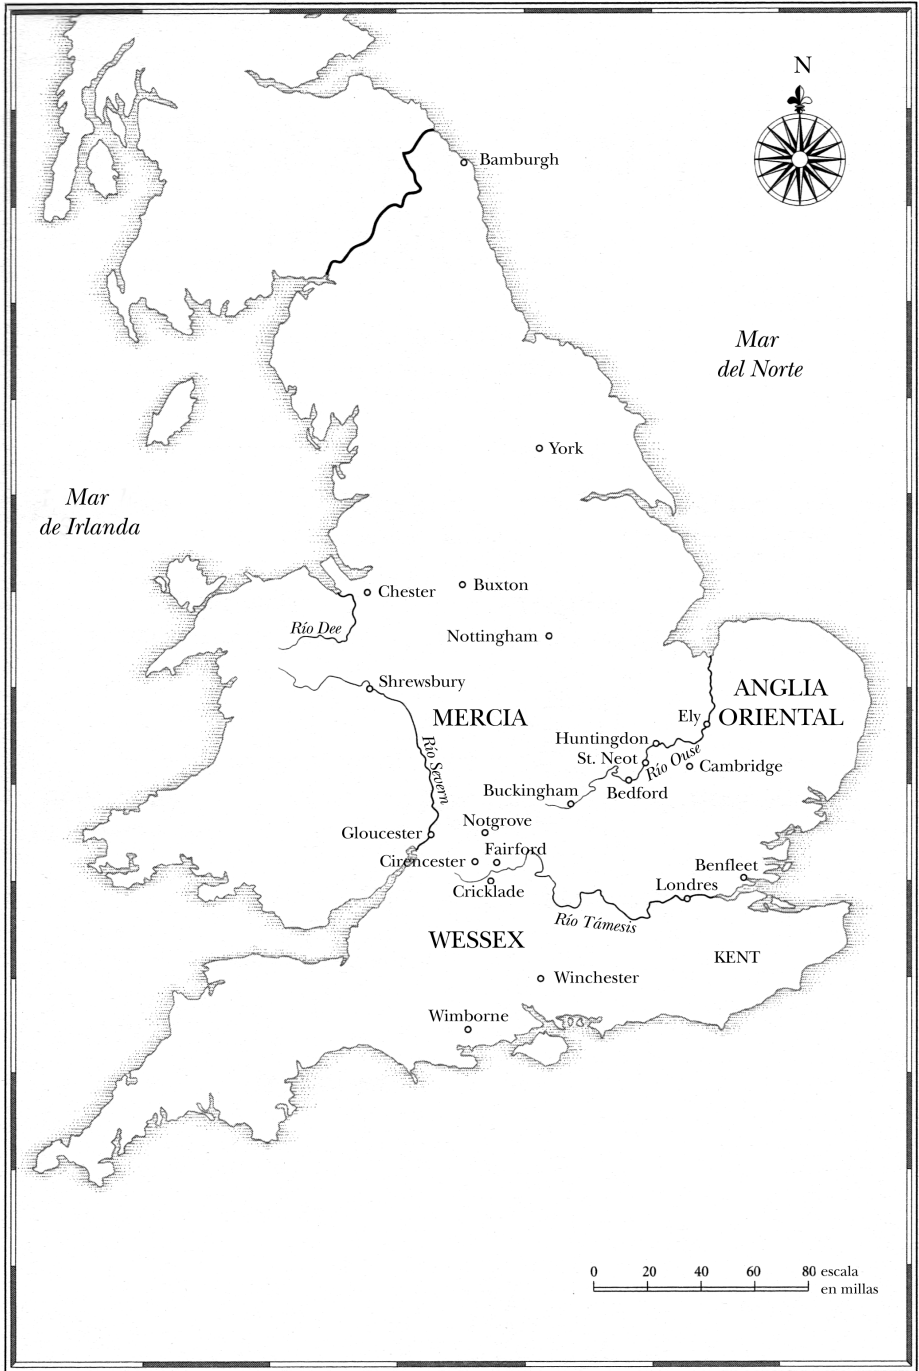 N
Bamburgh
Mar
del Norte
York
Mar
de Irlanda
Chester
Buxton
Río Dee
Nottingham
Shrewsbury
ANGLIA
ORIENTAL
MERCIA
Ely
Huntingdon
St. Neot
Río Ouse
Cambridge
Río Severn
Buckingham
Bedford
Notgrove
Gloucester
Fairford
Cirencester
Benfleet
Cricklade
Londres
Río Támesis
WESSEX
KENT
Winchester
Wimborne
0 20 40 60 80 escala
en millas